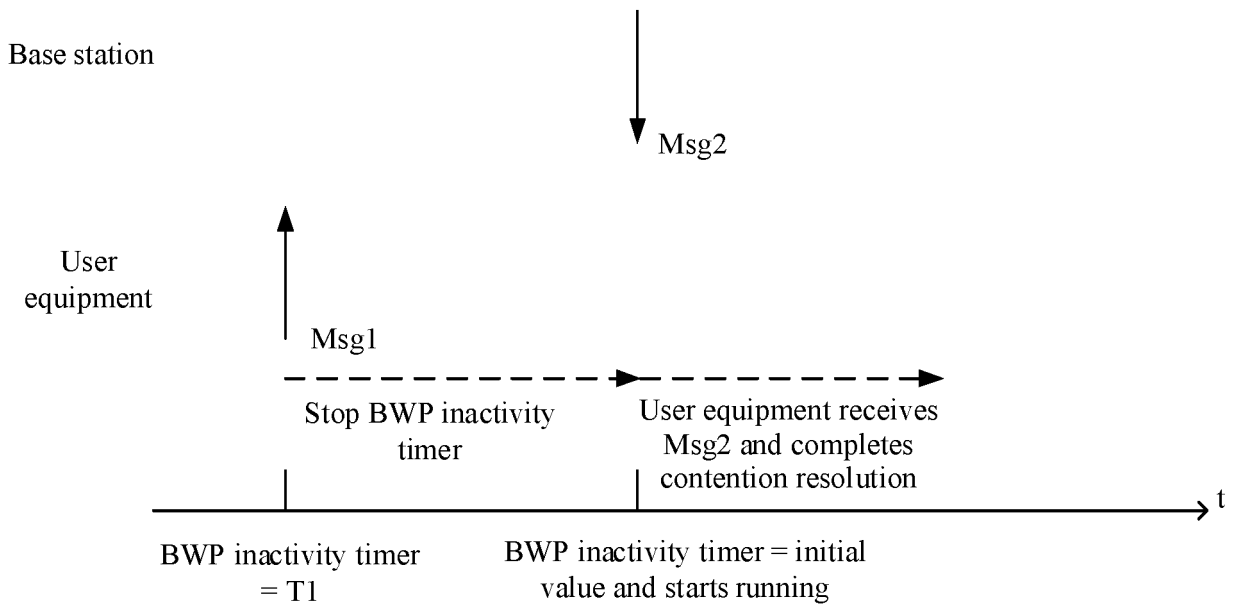 Base station
Msg2
User
equipment
Msg1
Stop BWP inactivity
timer
User equipment receives
Msg2 and completes
contention resolution
t
BWP inactivity timer
= T1
BWP inactivity timer = initial
value and starts running